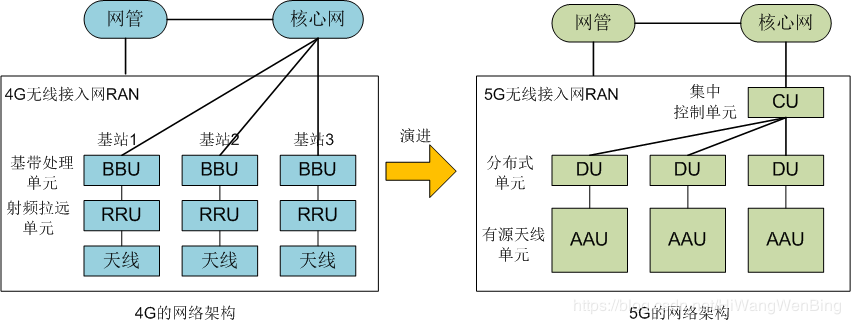 网管
核心网
4G无线接入网RAN
基站1
基站2
基站3
基带处理
单元
BBU
BBU
BBU
射频拉远
单元
RRU
RRU
RRU
天线
天线
天线
4G的网络架构
演进
网管
核心网
5G无线接入网RAN
集中
控制单元
CU
分布式
单元
DU
DU
DU
有源天线
单元
AAU
AAU
AAU
5G的网络架构
https://blog.csdn.net/HiWangWenBing